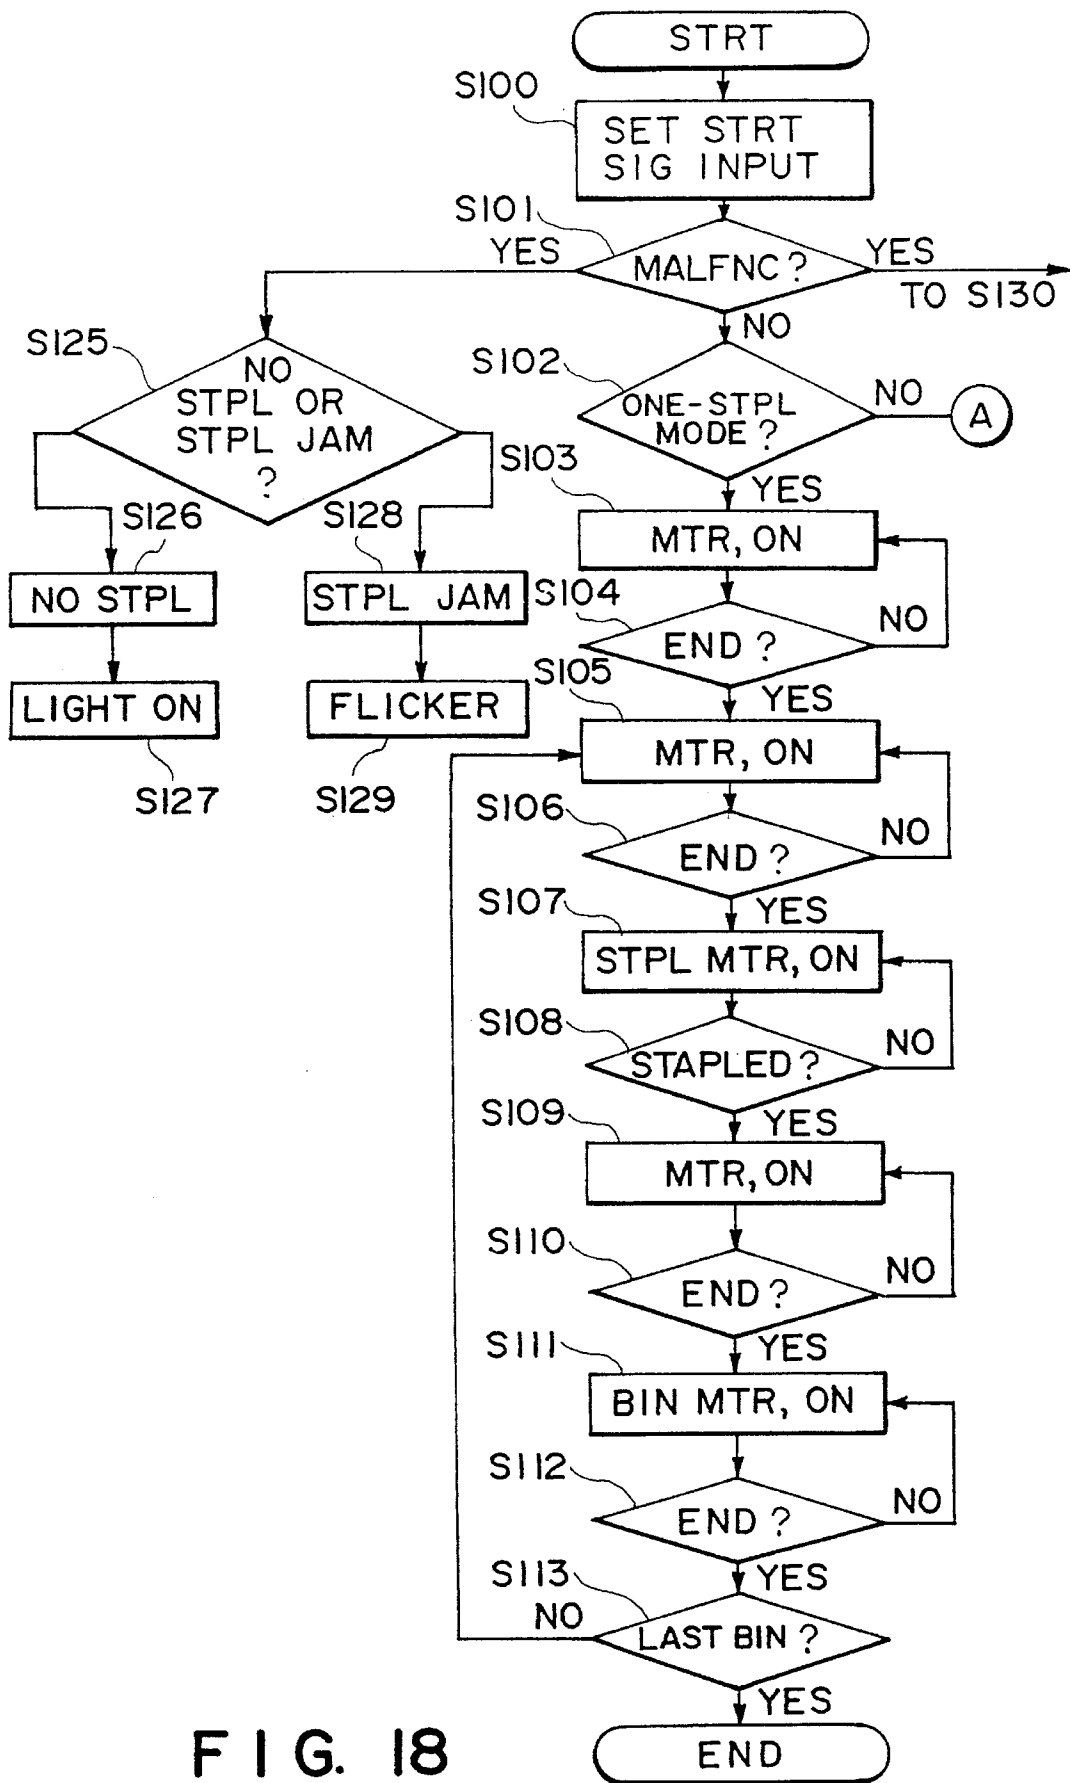 STRT
S100
SET STRT
SIG INPUT
S101
YES
MALFNC?
YES
TO S130
NO
S125
NO
STPL OR
STPL JAM
?
S102
ONE-STPL
MODE?
NO
A
YES
S126
NO STPL
LIGHT ON
S127
S128
STPL JAM
FLICKER
S129
S103
MTR, ON
S104
END?
NO
YES
S105
MTR, ON
S106
END?
NO
YES
S107
STPL MTR, ON
S108
STAPLED?
NO
YES
S109
MTR, ON
S110
END?
NO
YES
S111
BIN MTR, ON
S112
END?
NO
YES
S113
NO
LAST BIN?
YES
END
FIG. 18